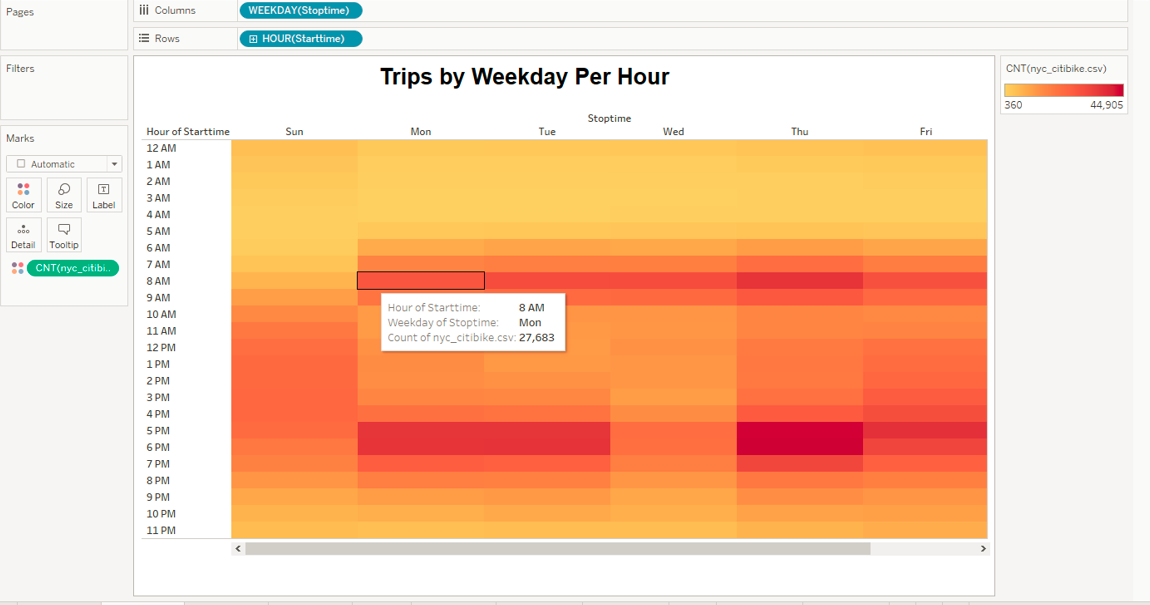 Pages
Columns
WEEKDAY(Stoptime)
Rows
HOUR(Starttime)
Filters
Marks
Automatic
Color Size Label
Detail Tooltip
CNT(nyc_citibi..
Trips by Weekday Per Hour
Stoptime
Hour of Starttime Sun Mon Tue Wed Thu Fri
12 AM
1 AM
2 AM
3 AM
4 AM
5 AM
6 AM
7 AM
8 AM
9 AM
10 AM
11 AM
12 PM
1 PM
2 PM
3 PM
4 PM
5 PM
6 PM
7 PM
8 PM
9 PM
10 PM
11 PM
Hour of Starttime: 8 AM
Weekday of Stoptime: Mon
Count of nyc_citibike.csv: 27,683
CNT(nyc_citibike.csv)
360 44,905